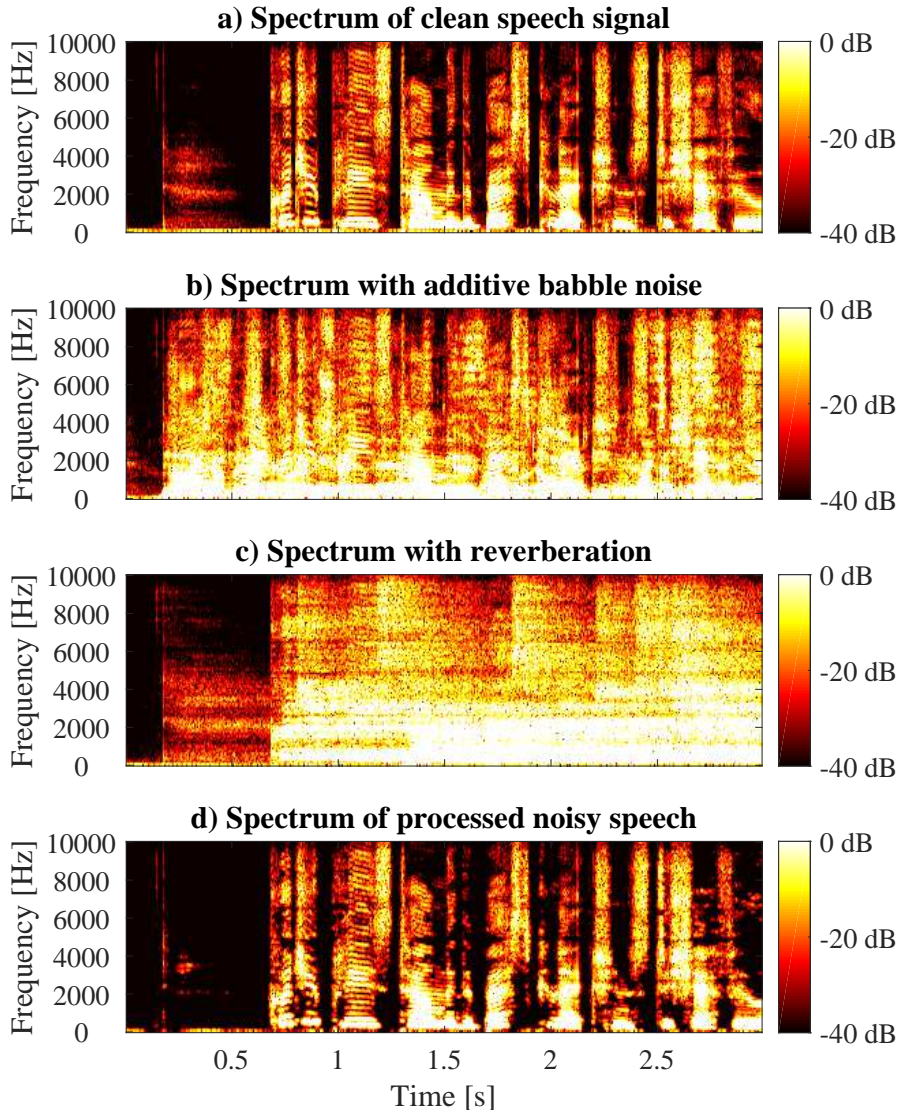 a) Spectrum of clean speech signal
10000
8000
6000
4000
2000
0
Frequency [Hz]
0 dB
-20 dB
-40 dB
b) Spectrum with additive babble noise
10000
8000
6000
4000
2000
0
Frequency [Hz]
0 dB
-20 dB
-40 dB
c) Spectrum with reverberation
10000
8000
6000
4000
2000
0
Frequency [Hz]
0 dB
-20 dB
-40 dB
d) Spectrum of processed noisy speech
10000
8000
6000
4000
2000
0
Frequency [Hz]
0 dB
-20 dB
-40 dB
0.5 1 1.5 2 2.5
Time [s]